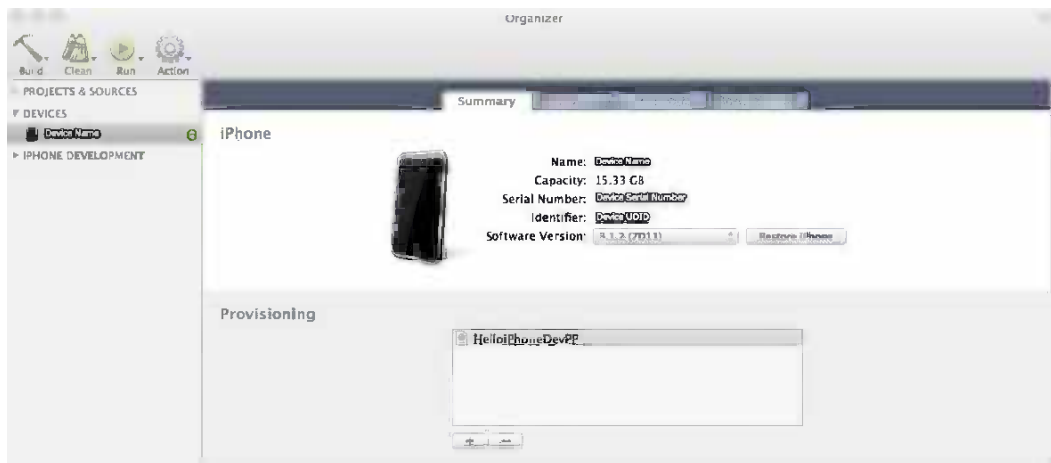 Organizer
Build Clean Run Action
PROJECTS & SOURCES
DEVICES
Device Name
IPHONE DEVELOPMENT
Summary
iPhone
Name: Device Name
Capacity: 15.33 GB
Serial Number: Device Serial Number
Identifier: Device UDID
Software Version: 3.1.2 (7D11) Restore iPhone
Provisioning
HelloiPhoneDevPP